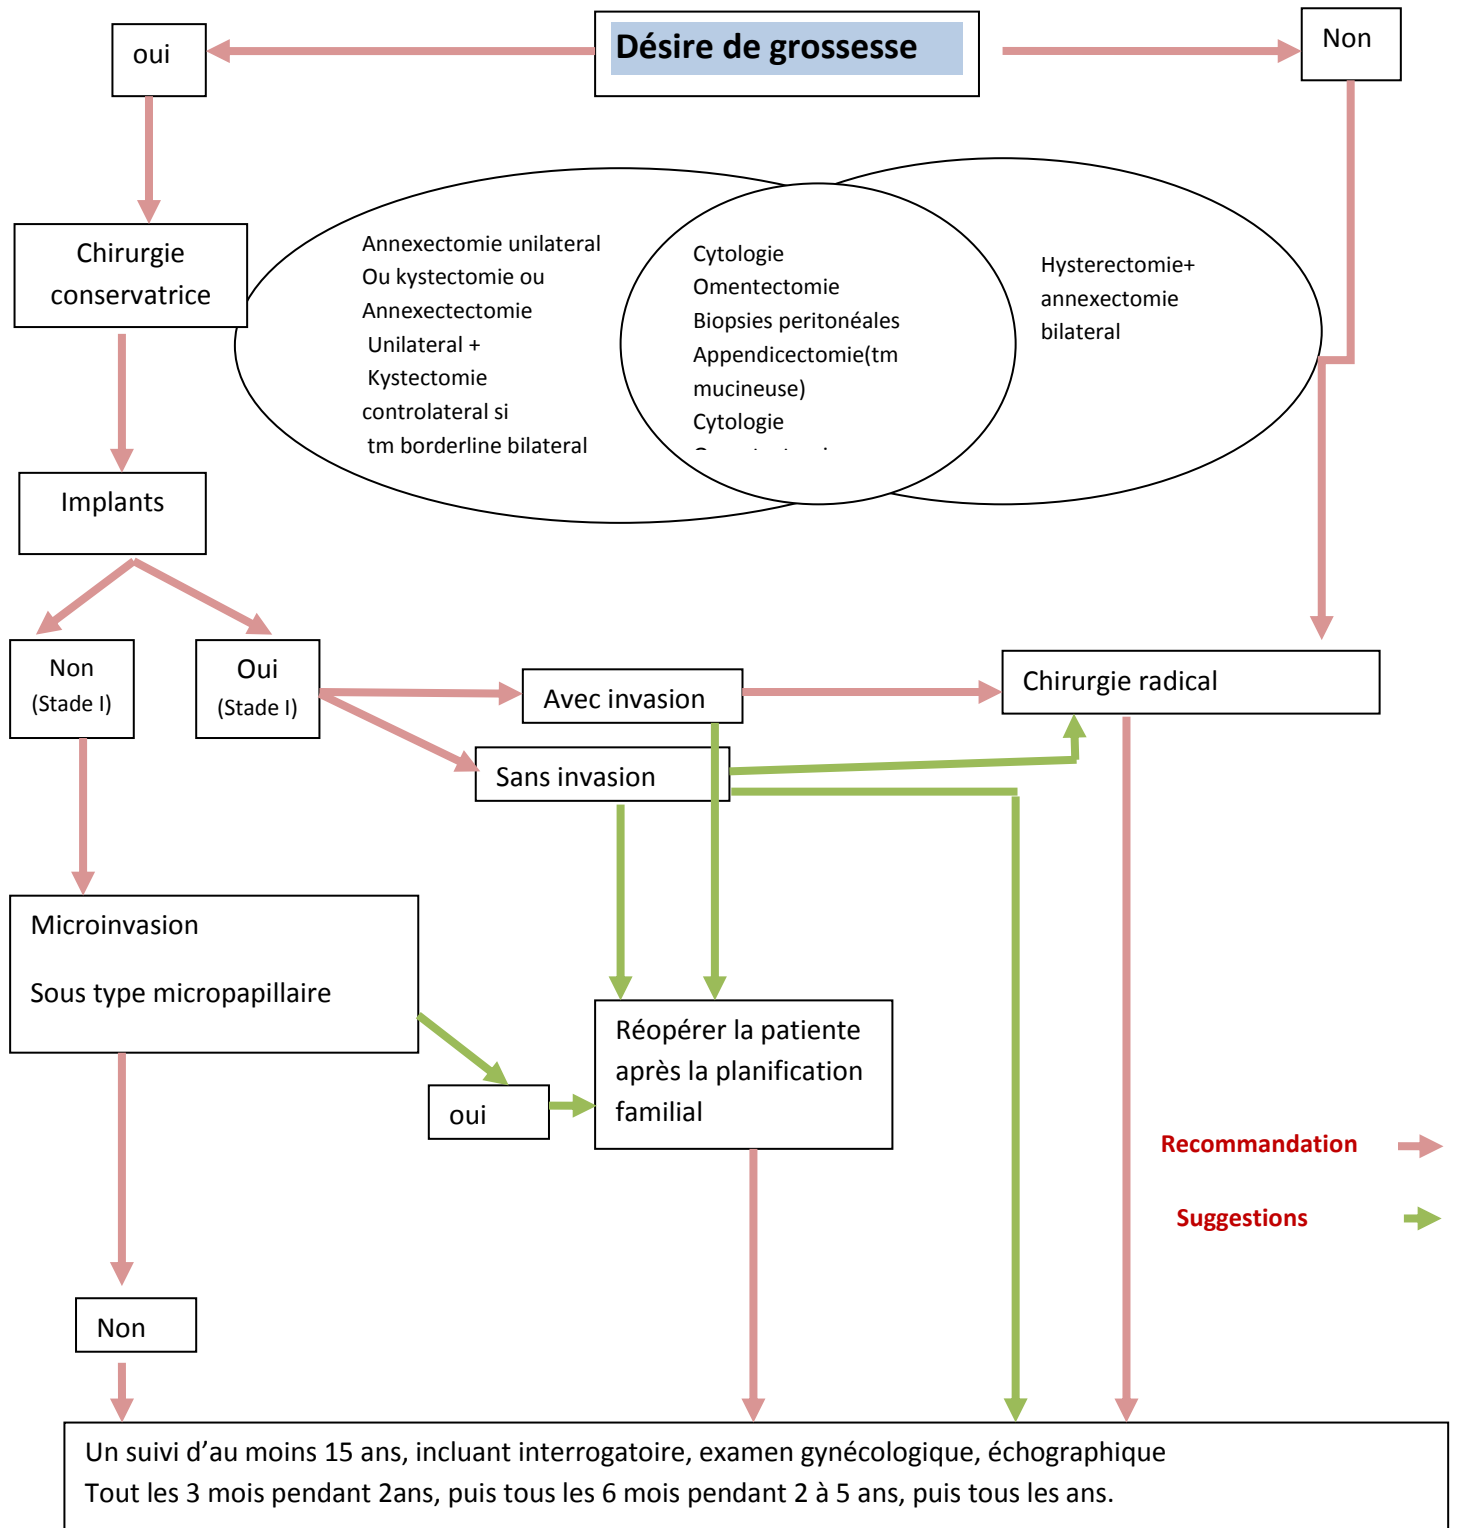 Désire de grossesse
oui
Non
Chirurgie
conservatrice
Annexectomie unilateral
Ou kystectomie ou
Annexectectomie
Unilateral +
Kystectomie
controlateral si
tm borderline bilateral
Cytologie
Omentectomie
Biopsies peritonéales
Appendicectomie(tm
mucineuse)
Cytologie
Hysterectomie+
annexectomie
bilateral
Implants
Non
(Stade I)
Oui
(Stade I)
Avec invasion
Sans invasion
Chirurgie radical
Microinvasion
Sous type micropapillaire
oui
Réopérer la patiente
après la planification
familial
Recommandation
Suggestions
Non
Un suivi d’au moins 15 ans, incluant interrogatoire, examen gynécologique, échographique
Tout les 3 mois pendant 2ans, puis tous les 6 mois pendant 2 à 5 ans, puis tous les ans.